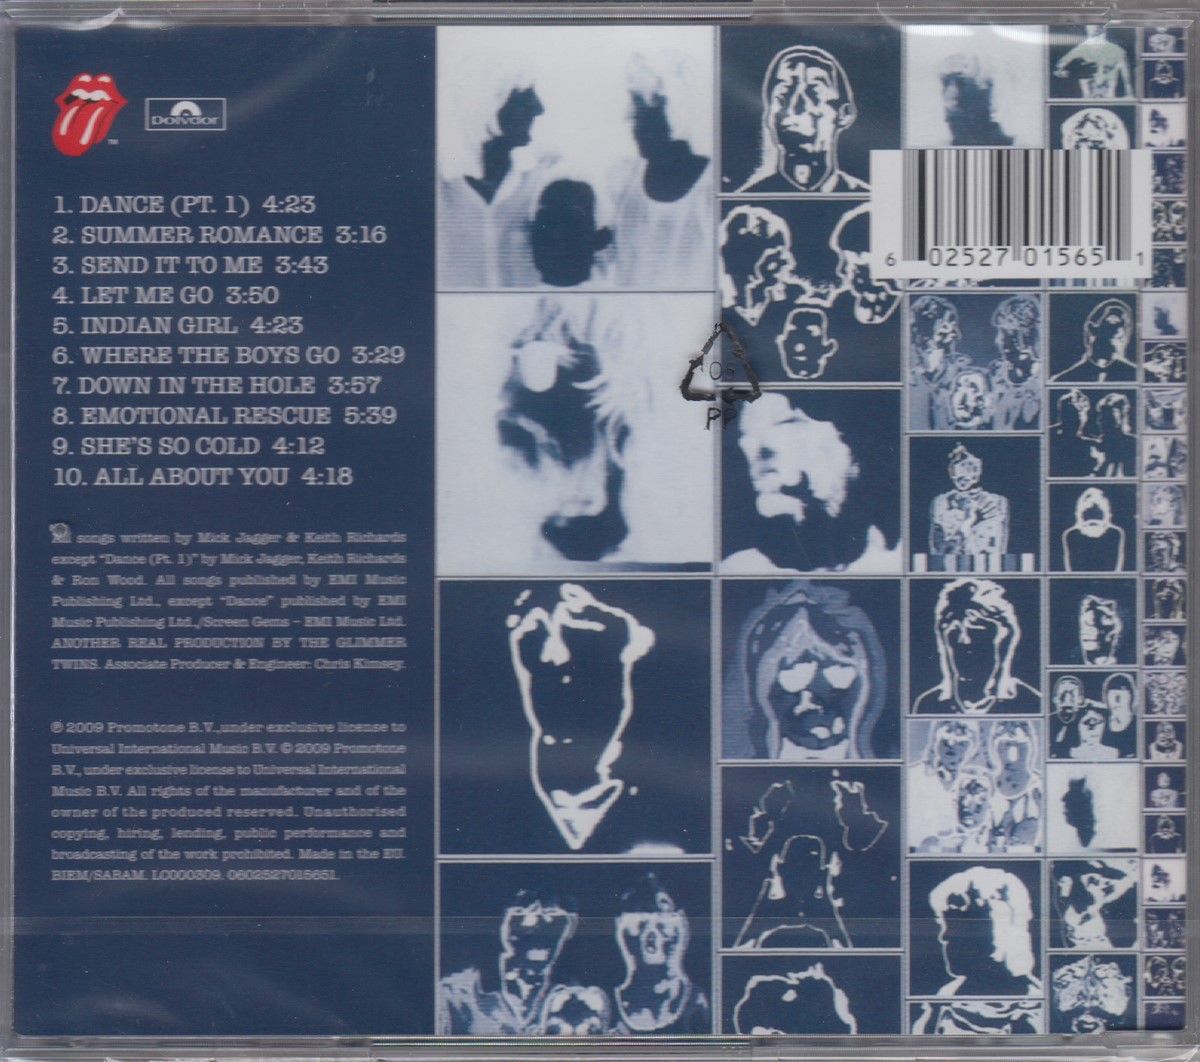 TM
polydor
1. DANCE (PT. 1) 4:23
2. SUMMER ROMANCE 3:16
3. SEND IT TO ME 3:43
4. LET ME GO 3:50
5. INDIAN GIRL 4:23
6. WHERE THE BOYS GO 3:29
7. DOWN IN THE HOLE 3:57
8. EMOTIONAL RESCUE 5:39
9. SHE'S SO COLD 4:12
10. ALL ABOUT YOU 4:18
songs written by Mick Jagger & Keith Richards
except "Dance (Pt. 1)" by Mick Jagger, Keith Richards
& Ron Wood. All songs published by EMI Music
Publishing Ltd., except "Dance" published by EMI
Music Publishing Ltd.,/Screen Gems – EMI Music Ltd.
ANOTHER REAL PRODUCTION BY THE GLIMMER
TWINS. Associate Producer & Engineer: Chris Kimsey.
℗ 2009 Promotone B.V.,under exclusive license to
Universal International Music B.V. © 2009 Promotone
B.V., under exclusive license to Universal International
Music B.V. All rights of the manufacturer and of the
owner of the produced reserved. Unauthorised
copying, hiring, lending, public performance and
broadcasting of the work prohibited. Made in the EU.
BIEM/SABAM. LC000309. 0602527015651.
6 02527 01565 1
05
PP